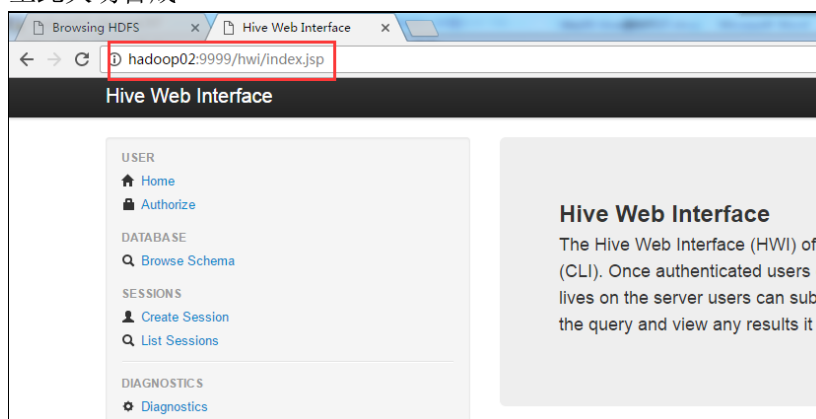 Browsing HDFS
Hive Web Interface
hadoop02:9999/hwi/index.jsp
Hive Web Interface
USER
Home
Authorize
DATABASE
Browse Schema
SESSIONS
Create Session
List Sessions
DIAGNOSTICS
Diagnostics
Hive Web Interface
The Hive Web Interface (HWI) of
(CLI). Once authenticated users
lives on the server users can sub
the query and view any results it